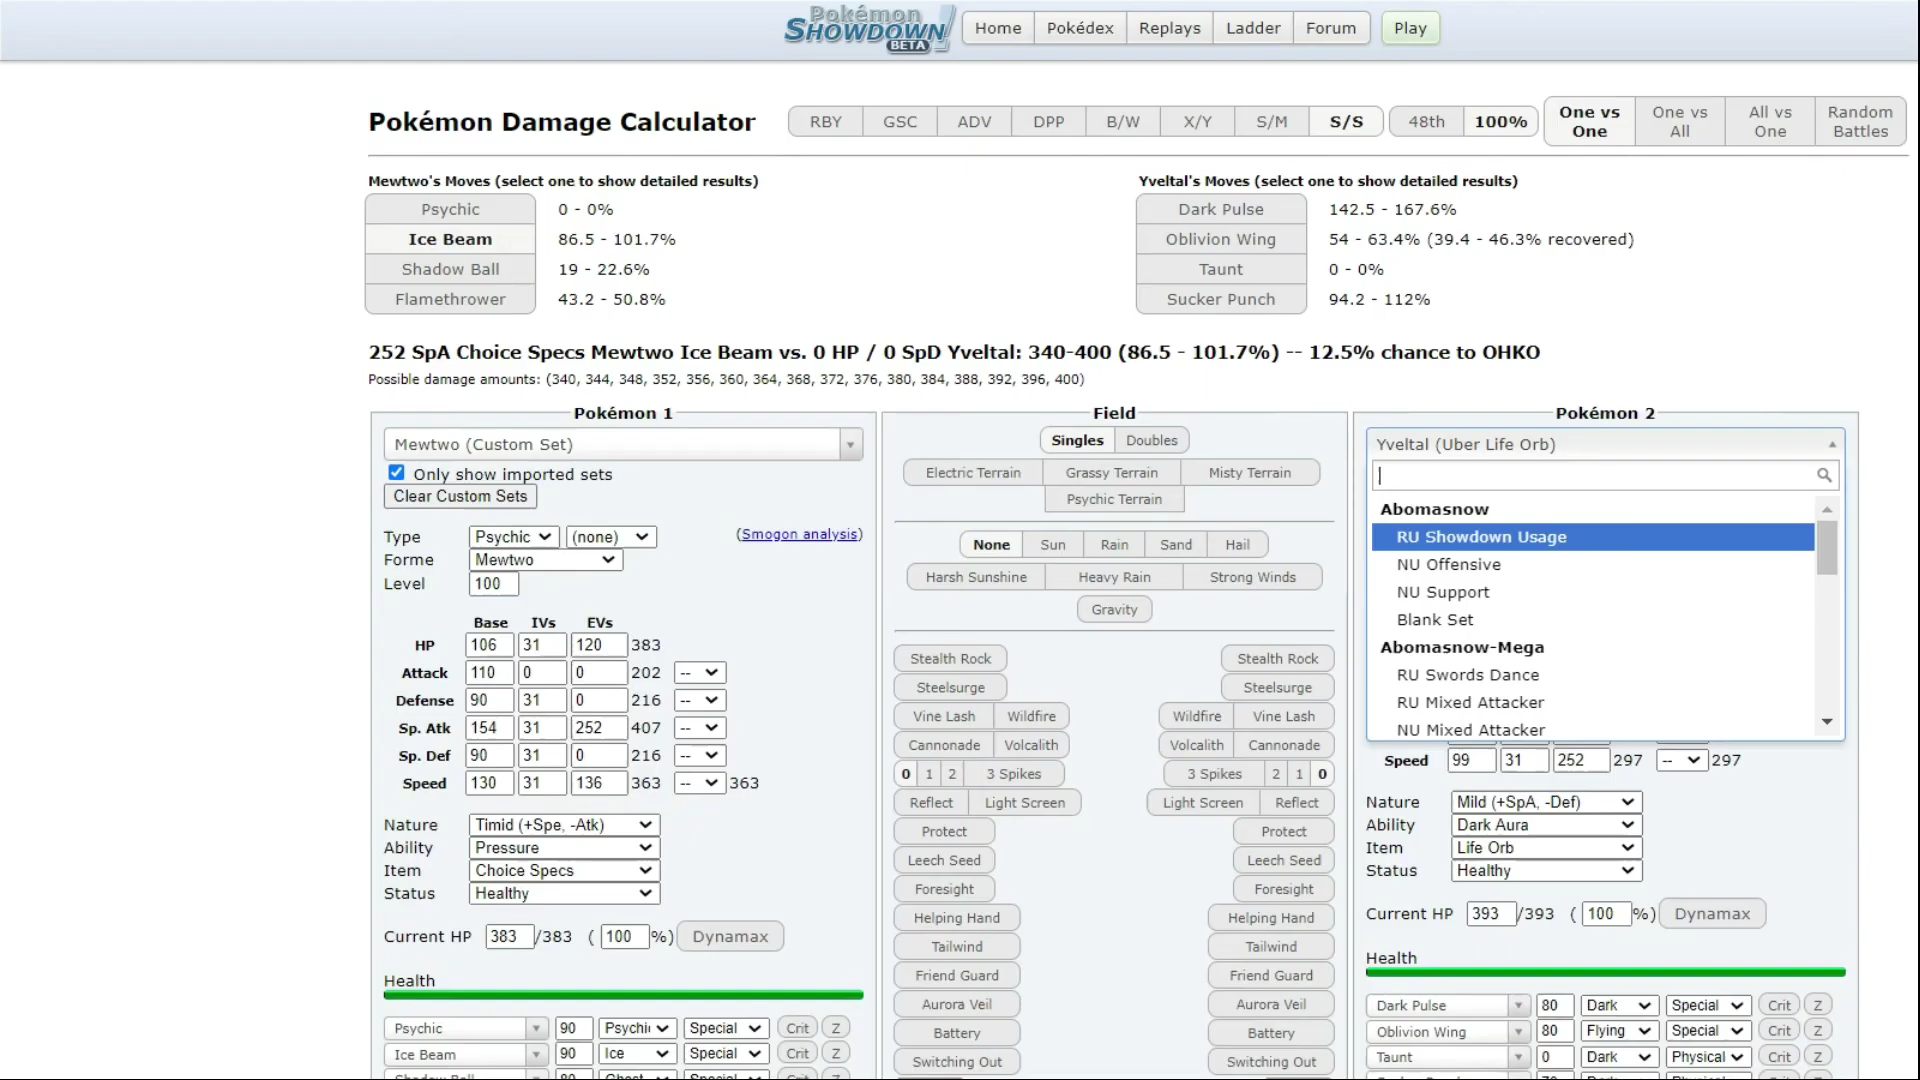 Pokémon
SHOWDOWN!
BETA
Home Pokédex Replays Ladder Forum Play
Pokémon Damage Calculator
RBY GSC ADV DPP B/W X/Y S/M S/S 48th 100% One vs One One vs All All vs One Random Battles
Mewtwo's Moves (select one to show detailed results)
Psychic 0 - 0%
Ice Beam 86.5 - 101.7%
Shadow Ball 19 - 22.6%
Flamethrower 43.2 - 50.8%
Yveltal's Moves (select one to show detailed results)
Dark Pulse 142.5 - 167.6%
Oblivion Wing 54 - 63.4% (39.4 - 46.3% recovered)
Taunt 0 - 0%
Sucker Punch 94.2 - 112%
252 SpA Choice Specs Mewtwo Ice Beam vs. 0 HP / 0 SpD Yveltal: 340-400 (86.5 - 101.7%) -- 12.5% chance to OHKO
Possible damage amounts: (340, 344, 348, 352, 356, 360, 364, 368, 372, 376, 380, 384, 388, 392, 396, 400)
Pokémon 1
Mewtwo (Custom Set)
Only show imported sets
Clear Custom Sets
Type Psychic (none) (Smogon analysis)
Forme Mewtwo
Level 100
Base IVs EVs
HP 106 31 120 383
Attack 110 0 0 202 --
Defense 90 31 0 216 --
Sp. Atk 154 31 252 407 --
Sp. Def 90 31 0 216 --
Speed 130 31 136 363 -- 363
Nature Timid (+Spe, -Atk)
Ability Pressure
Item Choice Specs
Status Healthy
Current HP 383/383 (100%) Dynamax
Health
Psychic 90 Psychic Special Crit Z
Ice Beam 90 Ice Special Crit Z
Shadow Ball 80 Ghost Special Crit Z
Field
Singles Doubles
Electric Terrain Grassy Terrain Misty Terrain
Psychic Terrain
None Sun Rain Sand Hail
Harsh Sunshine Heavy Rain Strong Winds
Gravity
Stealth Rock Stealth Rock
Steelsurge Steelsurge
Vine Lash Wildfire Wildfire Vine Lash
Cannonade Volcalith Volcalith Cannonade
0 1 2 3 Spikes 3 Spikes 2 1 0
Reflect Light Screen Light Screen Reflect
Protect Protect
Leech Seed Leech Seed
Foresight Foresight
Helping Hand Helping Hand
Tailwind Tailwind
Friend Guard Friend Guard
Aurora Veil Aurora Veil
Battery Battery
Switching Out Switching Out
Pokémon 2
Yveltal (Uber Life Orb)
Abomasnow
RU Showdown Usage
NU Offensive
NU Support
Blank Set
Abomasnow-Mega
RU Swords Dance
RU Mixed Attacker
NU Mixed Attacker
Speed 99 31 252 297 -- 297
Nature Mild (+SpA, -Def)
Ability Dark Aura
Item Life Orb
Status Healthy
Current HP 393/393 (100%) Dynamax
Health
Dark Pulse 80 Dark Special Crit Z
Oblivion Wing 80 Flying Special Crit Z
Taunt 0 Dark Physical Crit Z